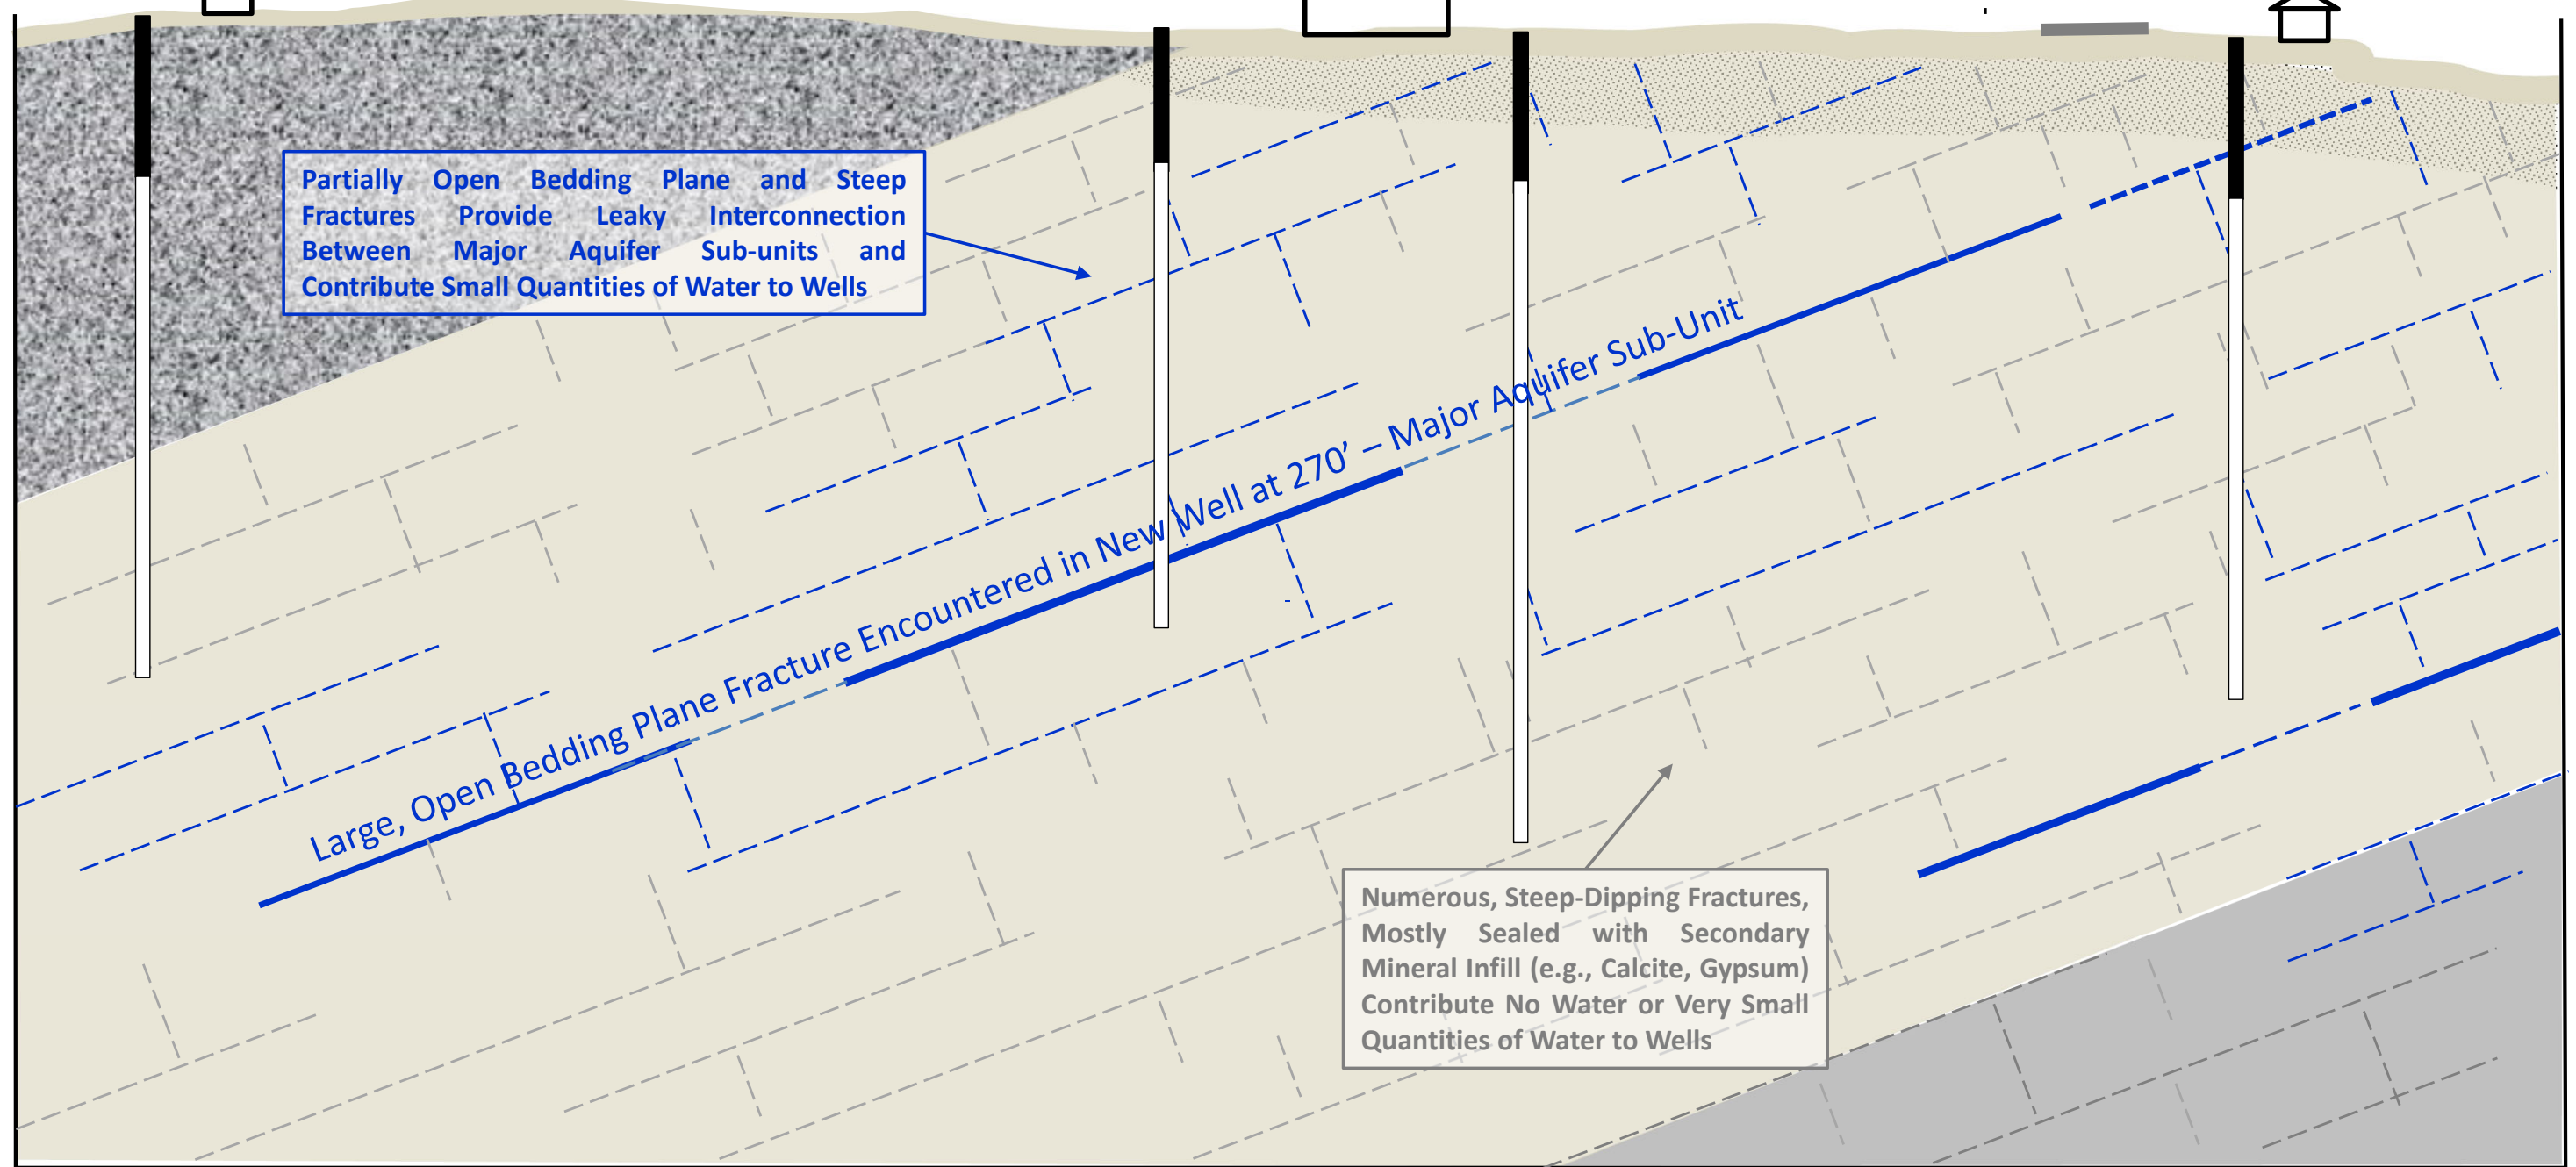 Partially Open Bedding Plane and Steep
Fractures Provide Leaky Interconnection
Between Major Aquifer Sub-units and
Contribute Small Quantities of Water to Wells
Large, Open Bedding Plane Fracture Encountered in New Well at 270’ – Major Aquifer Sub-Unit
Numerous, Steep-Dipping Fractures,
Mostly Sealed with Secondary
Mineral Infill (e.g., Calcite, Gypsum)
Contribute No Water or Very Small
Quantities of Water to Wells